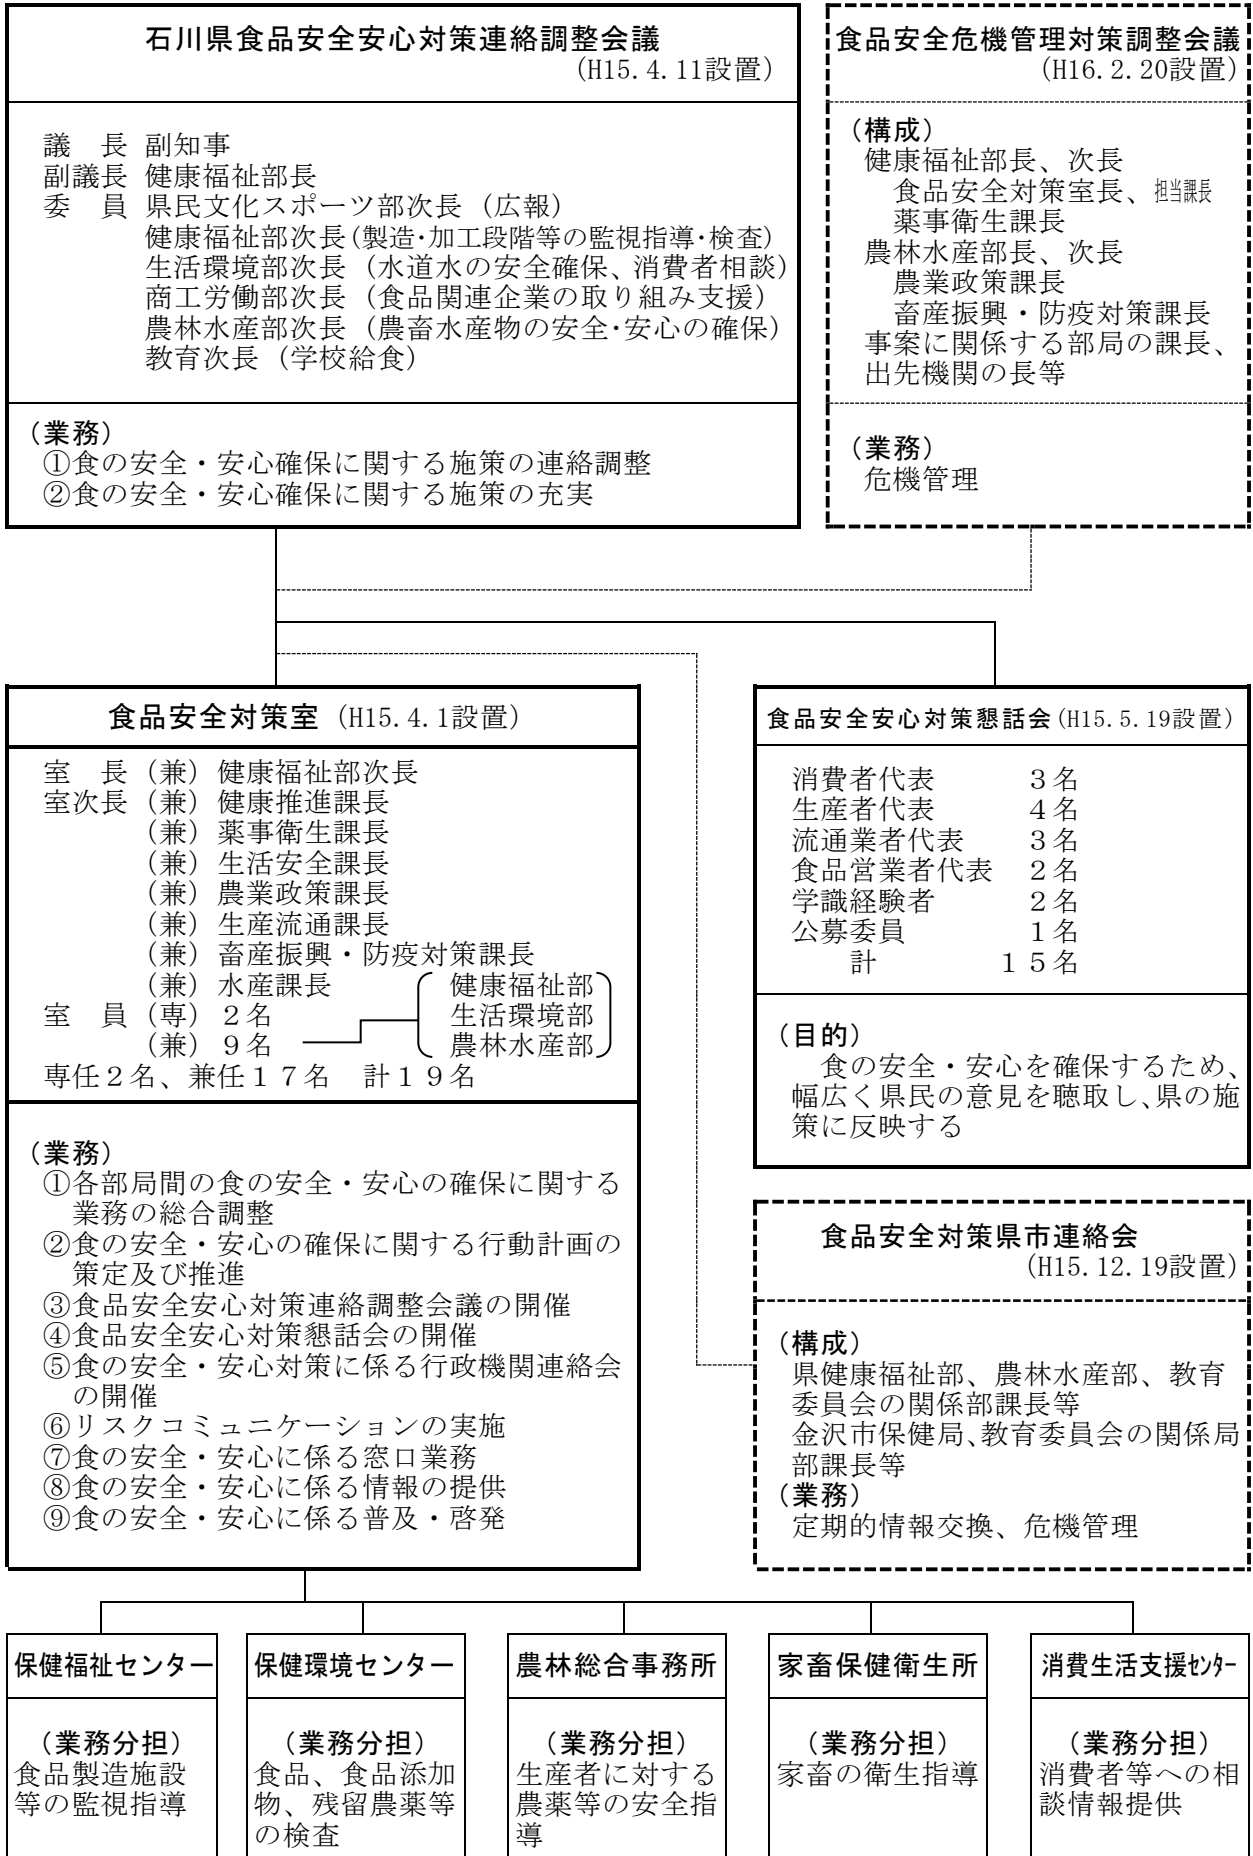 石川県食品安全安心対策連絡調整会議
(H15.4.11設置)
議　長 副知事
副議長 健康福祉部長
委　員 県民文化スポーツ部次長（広報）
健康福祉部次長(製造・加工段階等の監視指導・検査)
生活環境部次長（水道水の安全確保、消費者相談）
商工労働部次長（食品関連企業の取り組み支援）
農林水産部次長（農畜水産物の安全・安心の確保）
教育次長（学校給食）
（業務）
①食の安全・安心確保に関する施策の連絡調整
②食の安全・安心確保に関する施策の充実
食品安全危機管理対策調整会議
(H16.2.20設置)
（構成）
健康福祉部長、次長
食品安全対策室長、担当課長
薬事衛生課長
農林水産部長、次長
農業政策課長
畜産振興・防疫対策課長
事案に関係する部局の課長、
出先機関の長等
（業務）
危機管理
食品安全対策室（H15.4.1設置）
室　長（兼）健康福祉部次長
室次長（兼）健康推進課長
（兼）薬事衛生課長
（兼）生活安全課長
（兼）農業政策課長
（兼）生産流通課長
（兼）畜産振興・防疫対策課長
（兼）水産課長
室　員（専）２名
（兼）９名
健康福祉部
生活環境部
農林水産部
専任２名、兼任１７名　計１９名
（業務）
①各部局間の食の安全・安心の確保に関する
業務の総合調整
②食の安全・安心の確保に関する行動計画の
策定及び推進
③食品安全安心対策連絡調整会議の開催
④食品安全安心対策懇話会の開催
⑤食の安全・安心対策に係る行政機関連絡会
の開催
⑥リスクコミュニケーションの実施
⑦食の安全・安心に係る窓口業務
⑧食の安全・安心に係る情報の提供
⑨食の安全・安心に係る普及・啓発
食品安全安心対策懇話会(H15.5.19設置)
消費者代表　３名
生産者代表　４名
流通業者代表　３名
食品営業者代表　２名
学識経験者　２名
公募委員　１名
計　１５名
（目的）
食の安全・安心を確保するため、
幅広く県民の意見を聴取し、県の施
策に反映する
食品安全対策県市連絡会
(H15.12.19設置)
（構成）
県健康福祉部、農林水産部、教育
委員会の関係部課長等
金沢市保健局、教育委員会の関係局
部課長等
（業務）
定期的情報交換、危機管理
保健福祉センター
（業務分担）
食品製造施設
等の監視指導
保健環境センター
（業務分担）
食品、食品添加
物、残留農薬等
の検査
農林総合事務所
（業務分担）
生産者に対する
農薬等の安全指
導
家畜保健衛生所
（業務分担）
家畜の衛生指導
消費生活支援ｾﾝﾀｰ
（業務分担）
消費者等への相
談情報提供